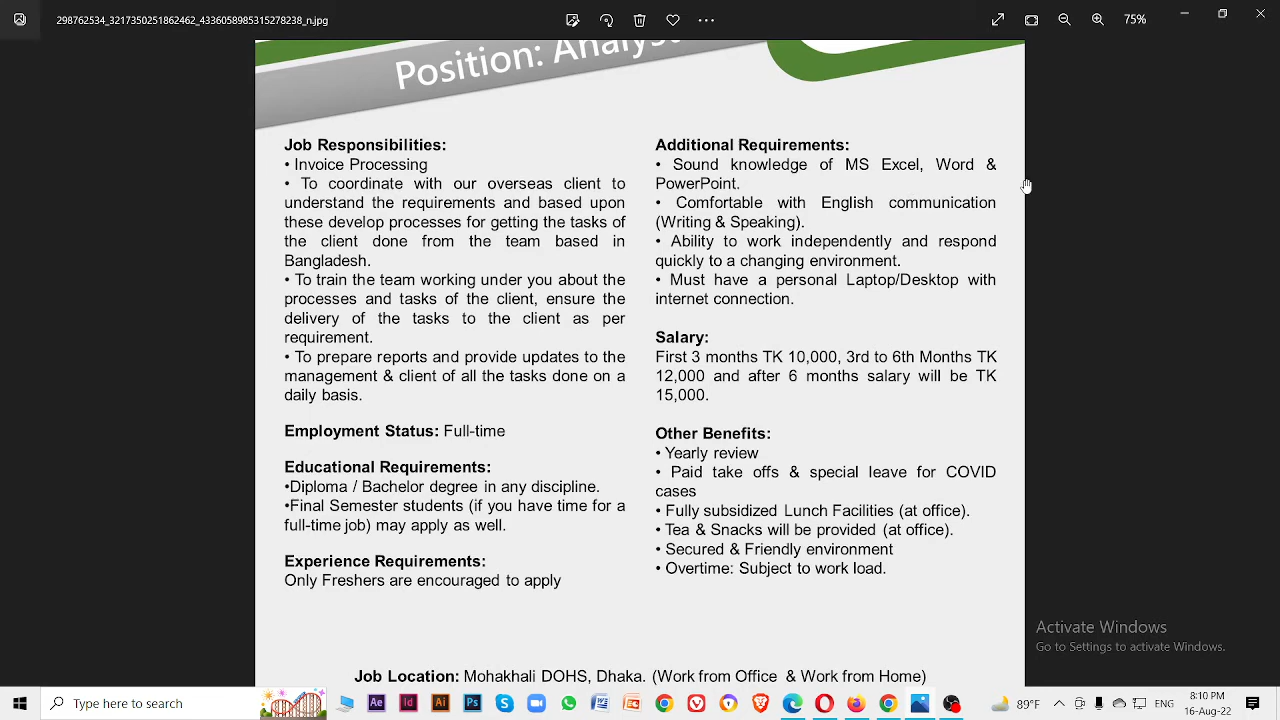 298762534_3217350251862462_4336058985315278238_n.jpg
75%
Position: Analyst
Job Responsibilities:
• Invoice Processing
• To coordinate with our overseas client to
understand the requirements and based upon
these develop processes for getting the tasks of
the client done from the team based in
Bangladesh.
• To train the team working under you about the
processes and tasks of the client, ensure the
delivery of the tasks to the client as per
requirement.
• To prepare reports and provide updates to the
management & client of all the tasks done on a
daily basis.
Employment Status: Full-time
Educational Requirements:
•Diploma / Bachelor degree in any discipline.
•Final Semester students (if you have time for a
full-time job) may apply as well.
Experience Requirements:
Only Freshers are encouraged to apply
Additional Requirements:
• Sound knowledge of MS Excel, Word &
PowerPoint.
• Comfortable with English communication
(Writing & Speaking).
• Ability to work independently and respond
quickly to a changing environment.
• Must have a personal Laptop/Desktop with
internet connection.
Salary:
First 3 months TK 10,000, 3rd to 6th Months TK
12,000 and after 6 months salary will be TK
15,000.
Other Benefits:
• Yearly review
• Paid take offs & special leave for COVID
cases
• Fully subsidized Lunch Facilities (at office).
• Tea & Snacks will be provided (at office).
• Secured & Friendly environment
• Overtime: Subject to work load.
Job Location: Mohakhali DOHS, Dhaka. (Work from Office & Work from Home)
Activate Windows
Go to Settings to activate Windows.
Type here to search
Ae
Id
Ai
Ps
89°F
ENG
8:10 PM
16-Aug-22